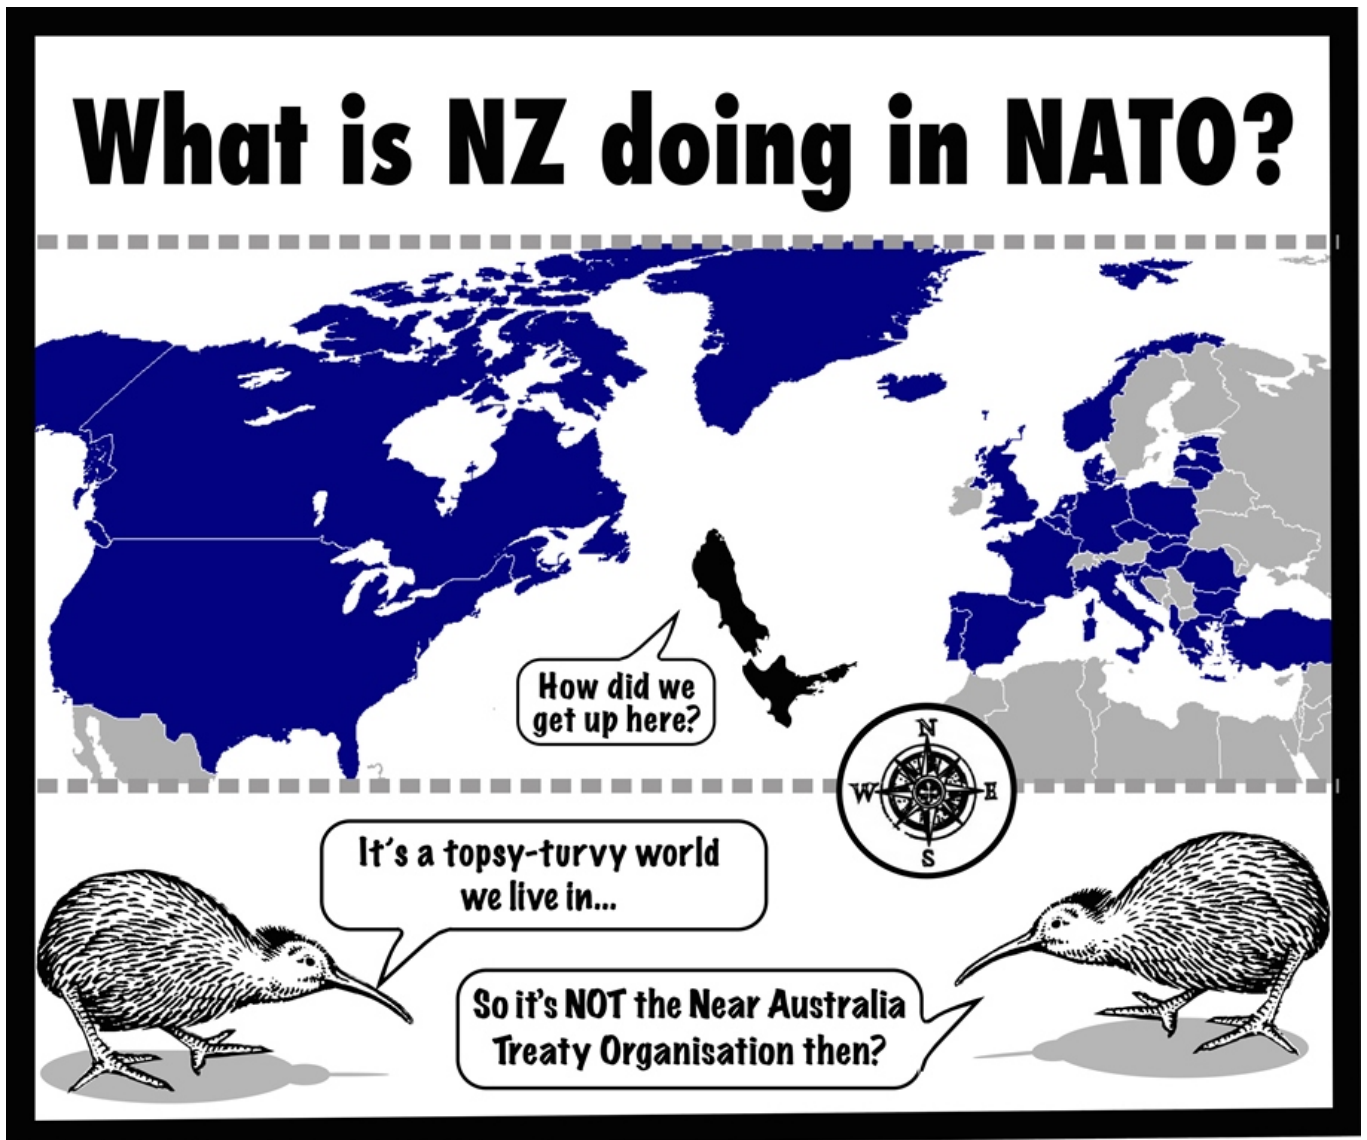 What is NZ doing in NATO?
How did we
get up here?
N
W E
S
It's a topsy-turvy world
we live in...
So it's NOT the Near Australia
Treaty Organisation then?